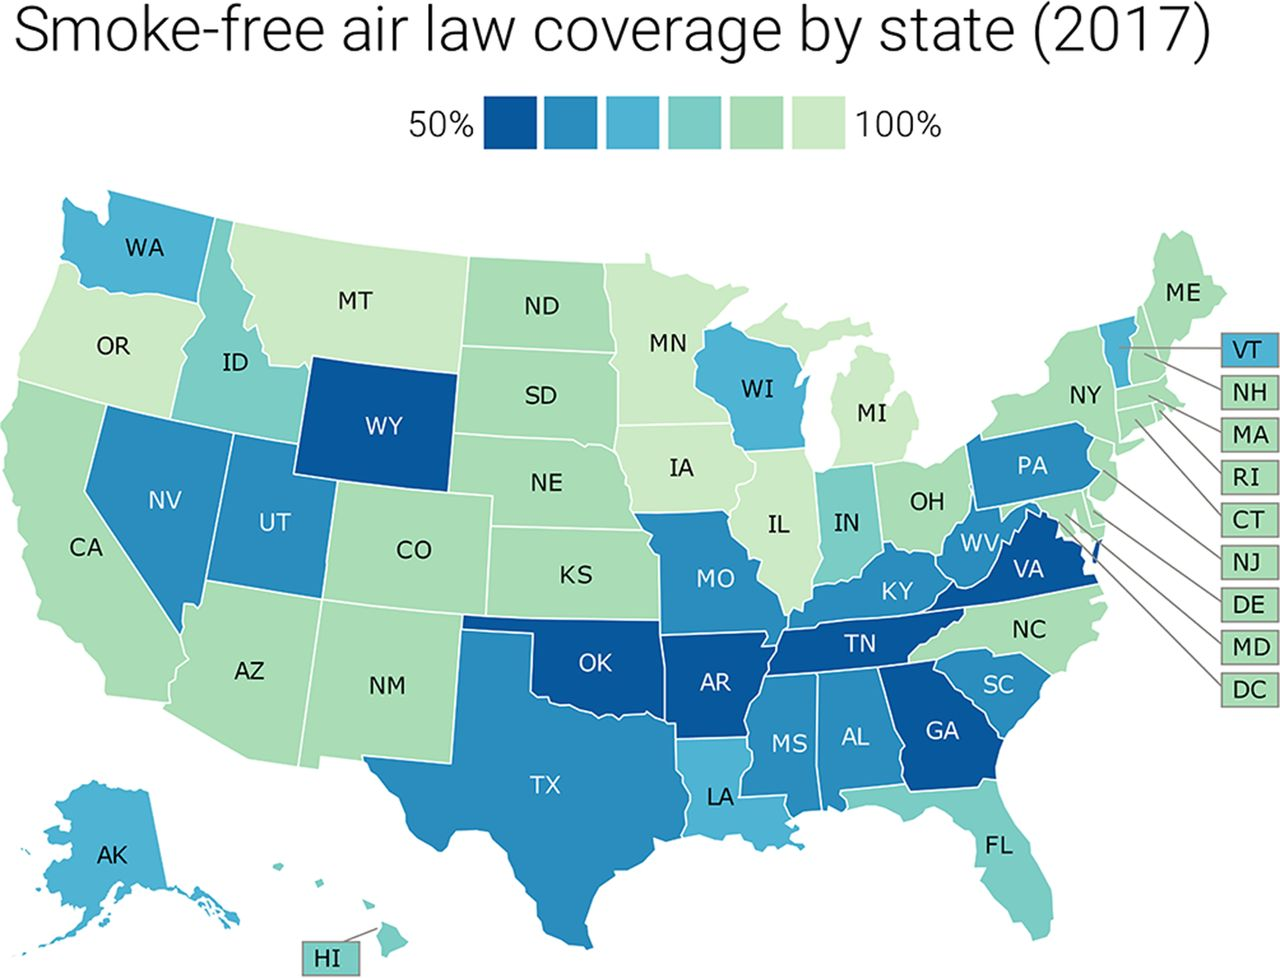 Smoke-free air law coverage by state (2017)
50% 100%
WA
MT
ND
ME
OR
MN
VT
ID
WI
NH
SD
NY
MI
WY
MA
PA
IA
RI
NE
NV
OH
UT
IL
IN
CT
WV
CA
CO
NJ
KS
VA
MO
KY
DE
NC
TN
MD
OK
AZ
AR
SC
NM
DC
GA
MS
AL
TX
LA
FL
AK
HI